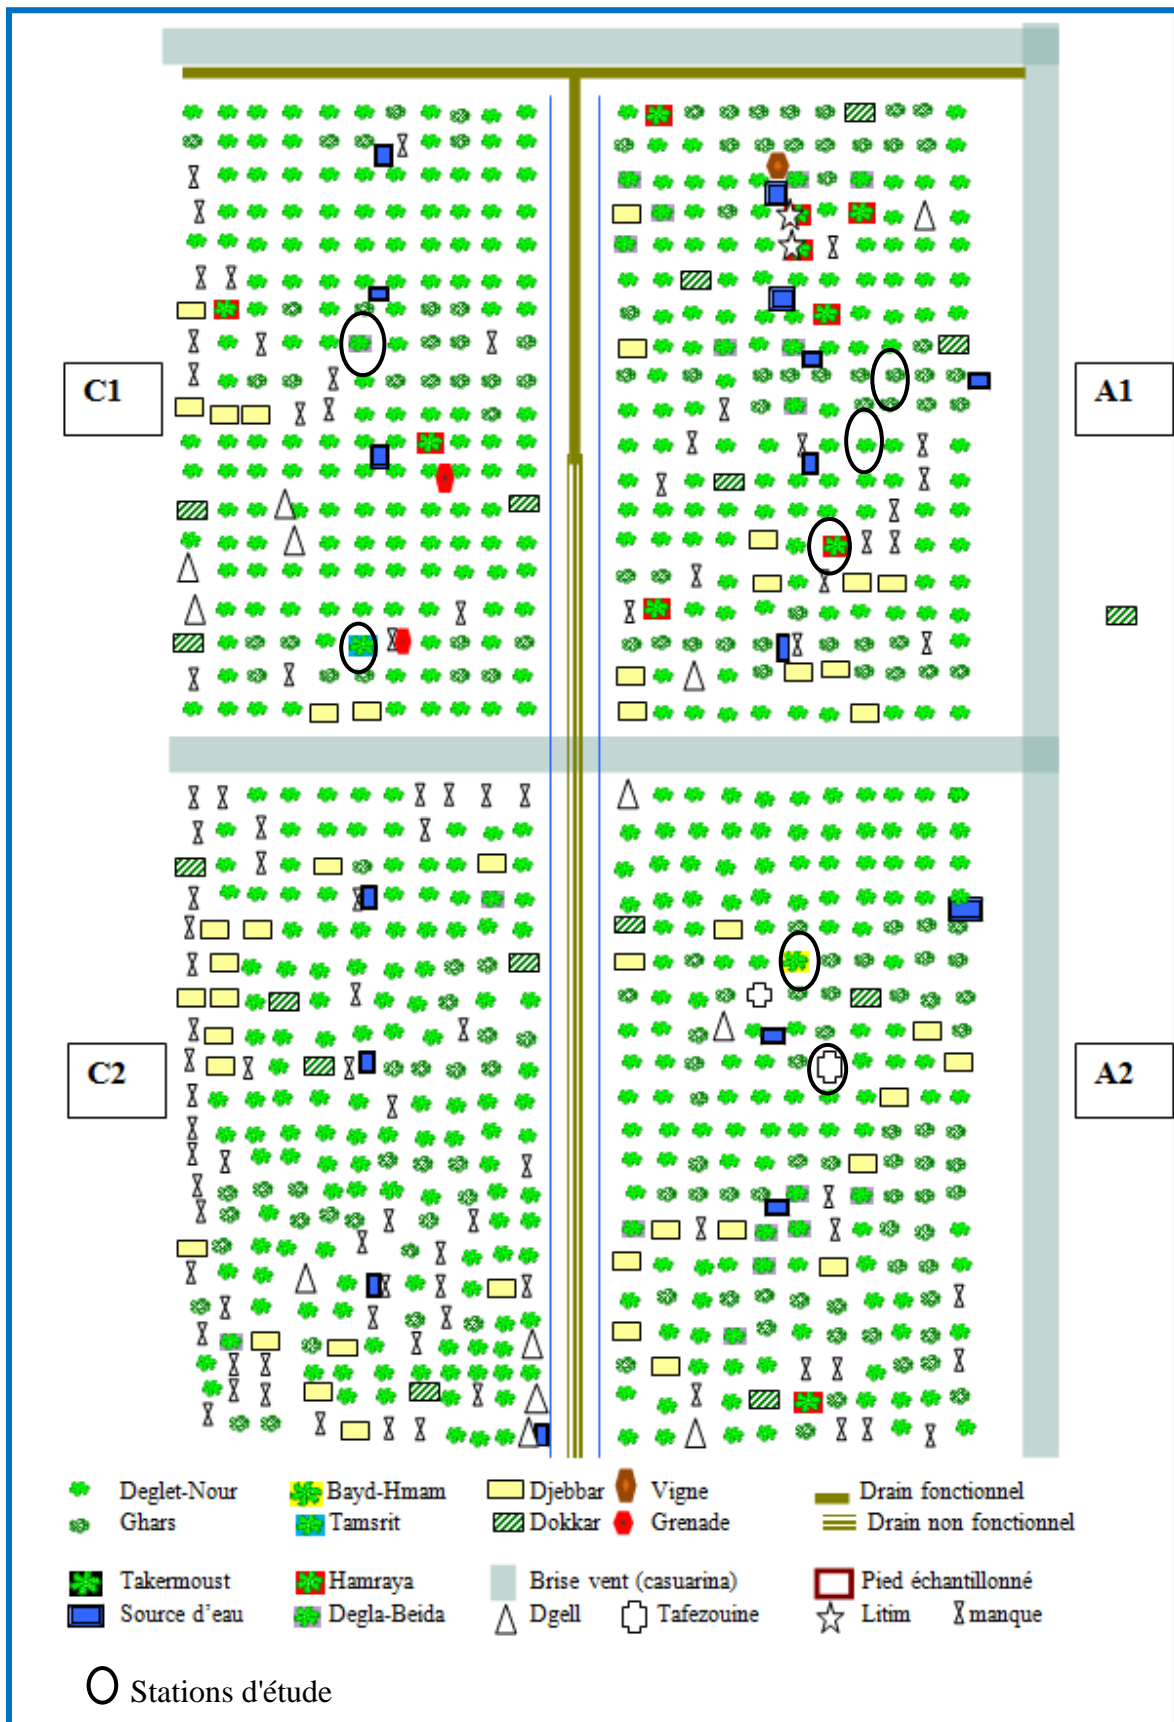 C1
A1
C2
A2
Deglet-Nour Bayd-Hmam Djebbar Vigne Drain fonctionnel
Ghars Tamsrit Dokkar Grenade Drain non fonctionnel
Takermoust Hamraya Brise vent (casuarina) Pied échantillonné
Source d'eau Degla-Beida Dgell Tafezouine Litim manque
Stations d'étude